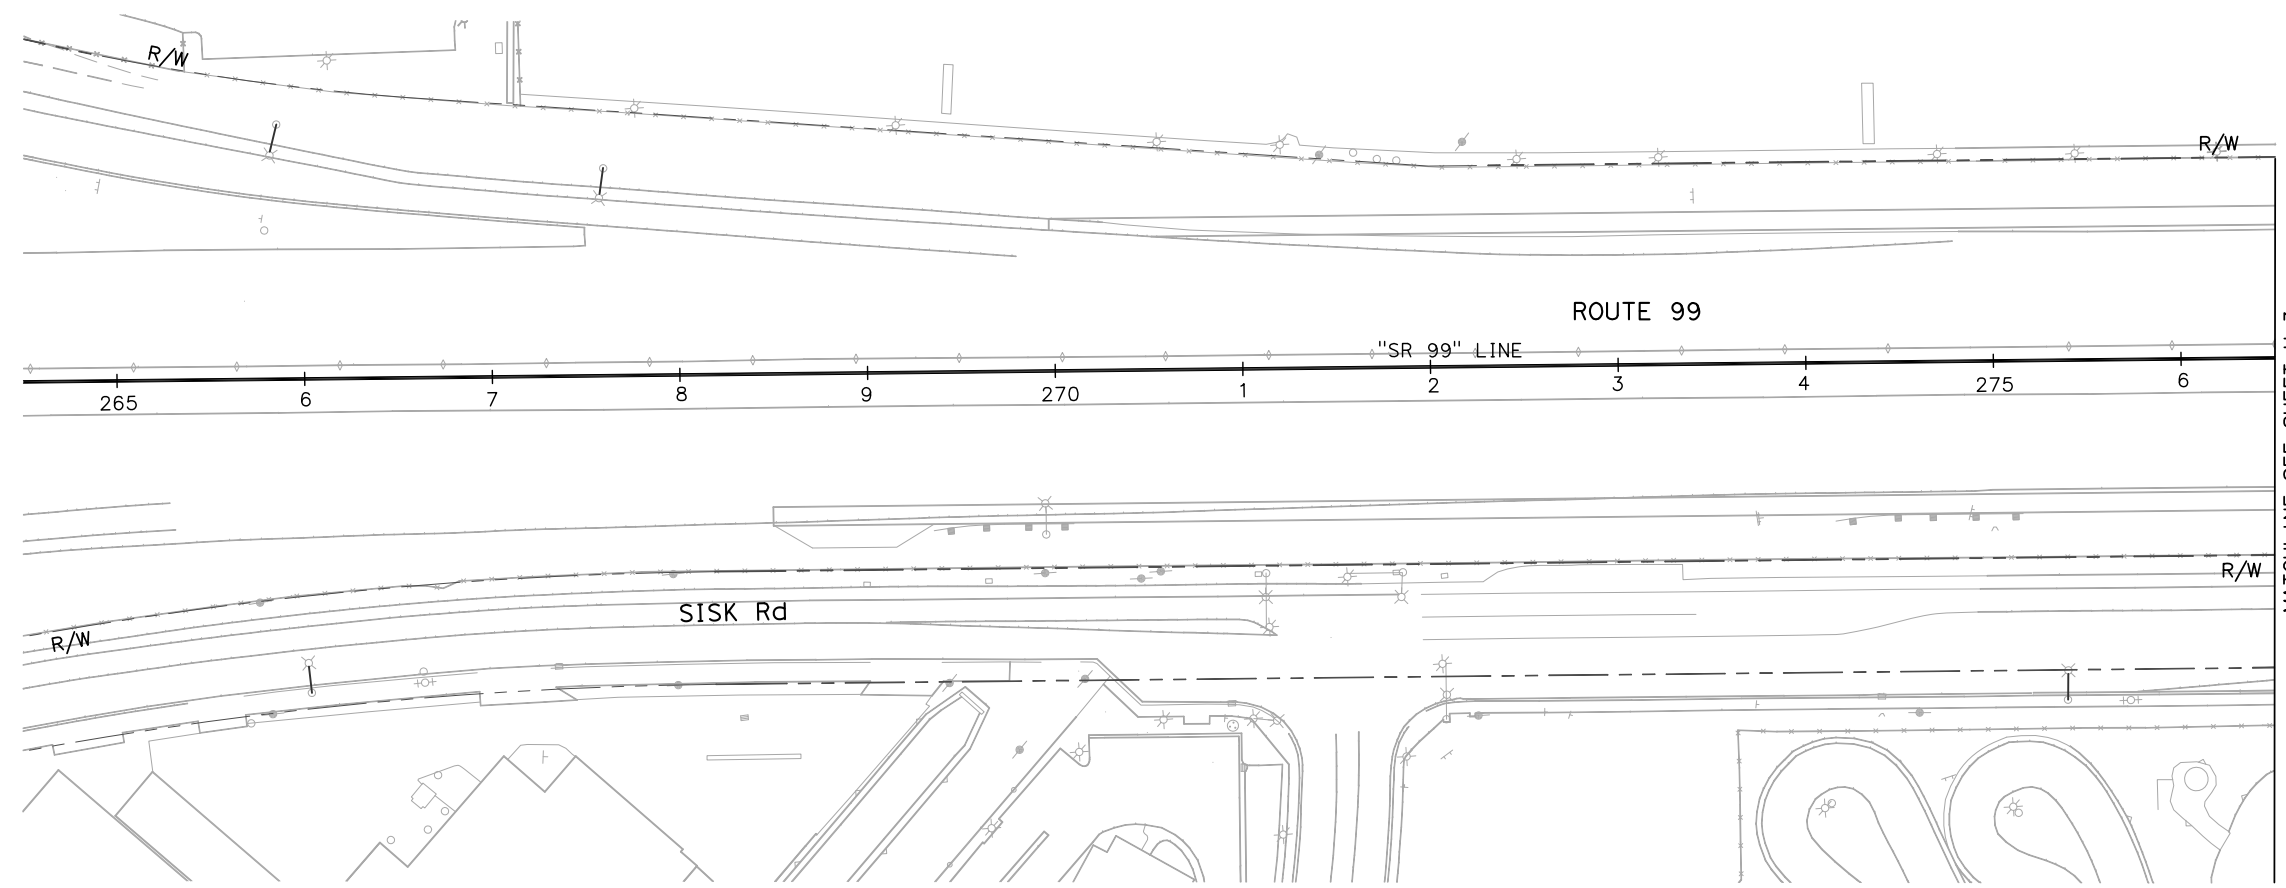 R/W
R/W
ROUTE 99
"SR 99" LINE
265 6 7 8 9 270 1 2 3 4 275 6
R/W
SISK Rd
R/W